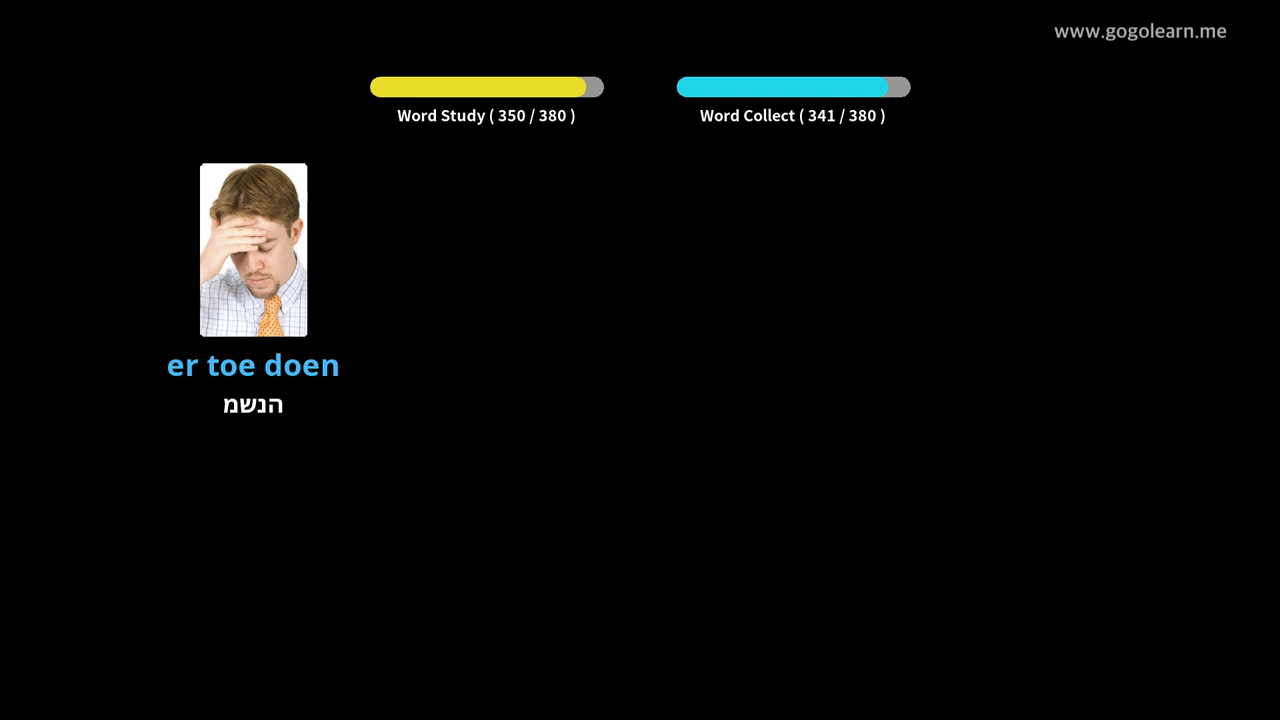 www.gogolearn.me
Word Study ( 350 / 380 )
Word Collect ( 341 / 380 )
er toe doen
הנשמ